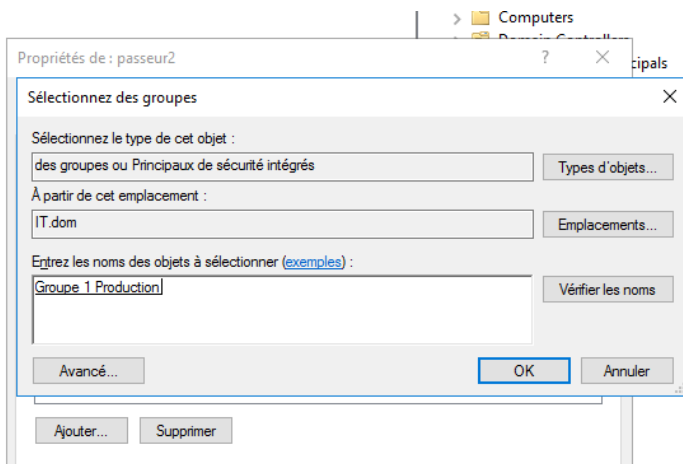 Computers
Propriétés de : passeur2
?
cipals
Sélectionnez des groupes
Sélectionnez le type de cet objet :
des groupes ou Principaux de sécurité intégrés
Types d'objets...
À partir de cet emplacement :
IT.dom
Emplacements...
Entrez les noms des objets à sélectionner (exemples) :
Groupe 1 Production
Vérifier les noms
Avancé...
OK
Annuler
Ajouter...
Supprimer